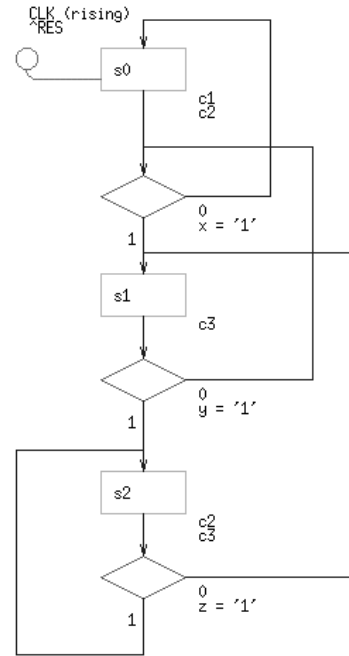 CLK (rising)
^RES
s0
c1
c2
0
x = '1'
1
s1
c3
0
y = '1'
1
s2
c2
c3
0
z = '1'
1